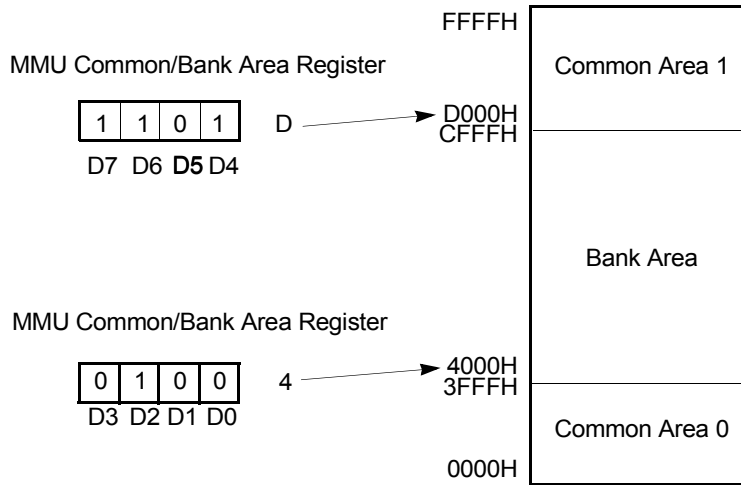 FFFFH
MMU Common/Bank Area Register
Common Area 1
1 1 0 1 D
D000H
CFFFH
D7 D6 D5 D4
Bank Area
MMU Common/Bank Area Register
0 1 0 0 4
4000H
3FFFH
D3 D2 D1 D0
Common Area 0
0000H